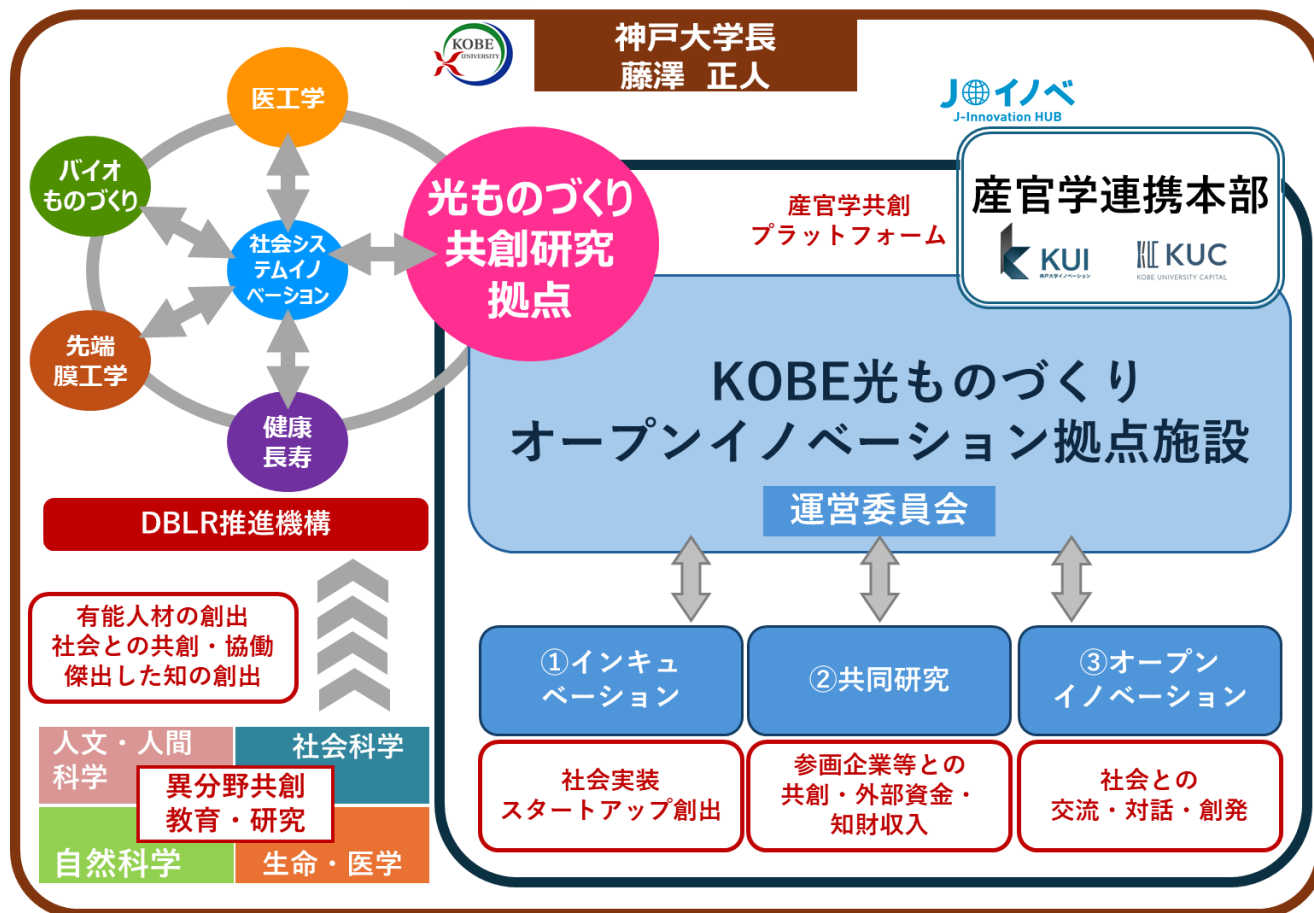 神戸大学長
藤澤 正人
KOBE
UNIVERSITY
J イノベ
J-Innovation HUB
医工学
バイオ
ものづくり
社会シス
テムイノ
ベーション
先端
膜工学
健康
長寿
光ものづくり
共創研究
拠点
産官学共創
プラットフォーム
産官学連携本部
KUI
神戸大学イノベーション
KUC
KOBE UNIVERSITY CAPITAL
KOBE光ものづくり
オープンイノベーション拠点施設
運営委員会
DBLR推進機構
有能人材の創出
社会との共創・協働
傑出した知の創出
人文・人間
科学
社会科学
異分野共創
教育・研究
自然科学
生命・医学
①インキュ
ベーション
②共同研究
③オープン
イノベーション
社会実装
スタートアップ創出
参画企業等との
共創・外部資金・
知財収入
社会との
交流・対話・創発